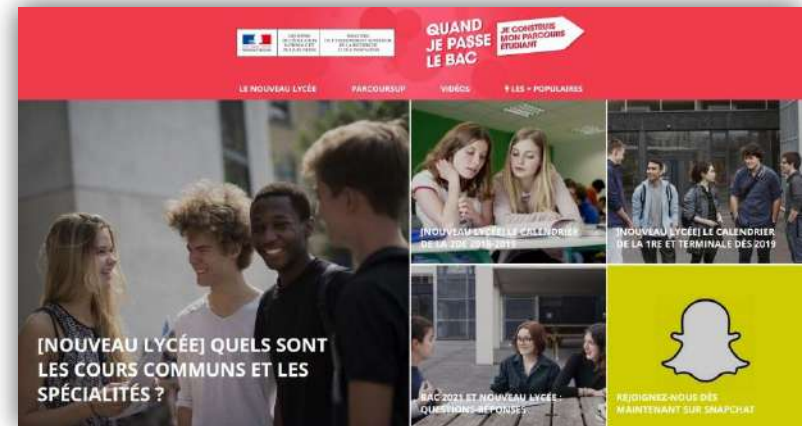 QUAND
JE PASSE
LE BAC
JE CONSTRUIS
MON PARCOURS
ÉTUDIANT
LE NOUVEAU LYCÉE
PARCOURSUP
VIDÉOS
LES + POPULAIRES
[NOUVEAU LYCÉE] QUELS SONT
LES COURS COMMUNS ET LES
SPÉCIALITÉS ?
[NOUVEAU LYCÉE] LE CALENDRIER
DE LA 2DE 2018-2019
[NOUVEAU LYCÉE] LE CALENDRIER
DE LA 1RE ET TERMINALE DÈS 2019
BAC 2021 ET NOUVEAU LYCÉE :
QUESTIONS-RÉPONSES
REJOIGNEZ-NOUS DÈS
MAINTENANT SUR SNAPCHAT